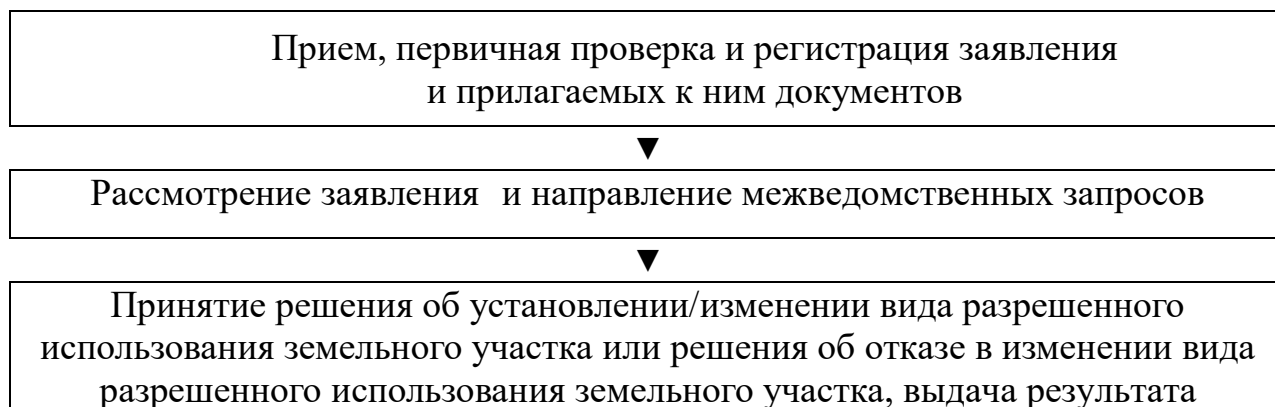 Прием, первичная проверка и регистрация заявления
и прилагаемых к ним документов
▼
Рассмотрение заявления и направление межведомственных запросов
▼
Принятие решения об установлении/изменении вида разрешенного
использования земельного участка или решения об отказе в изменении вида
разрешенного использования земельного участка, выдача результата